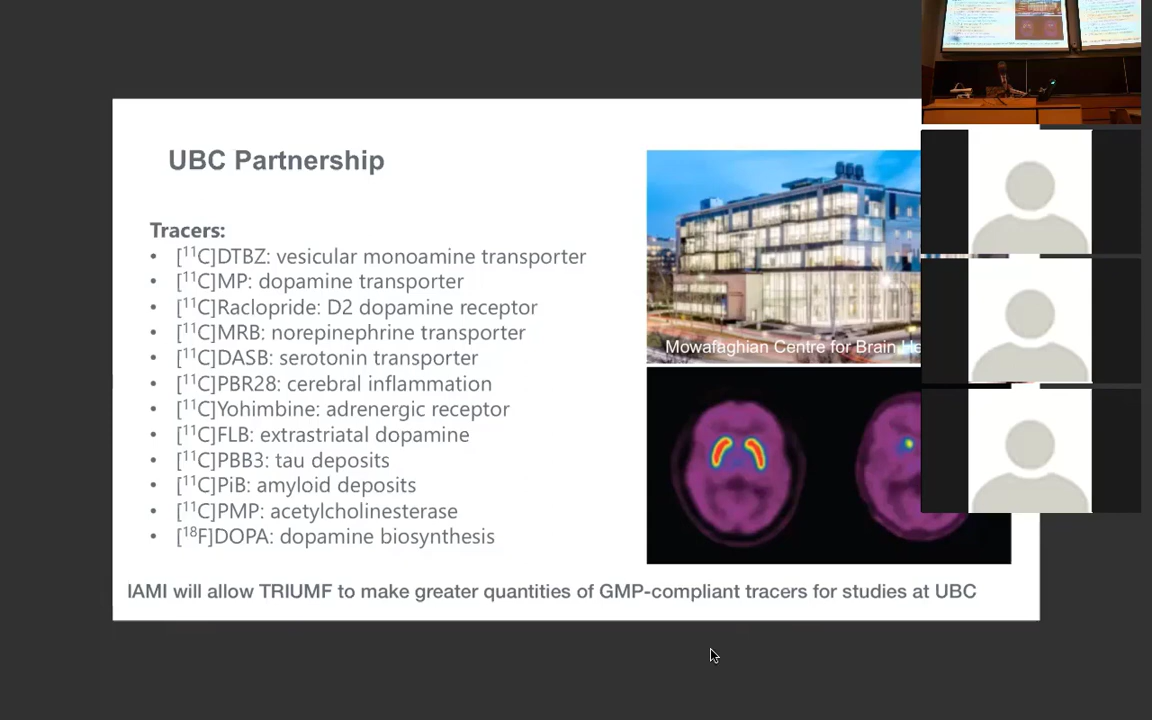 UBC Partnership
Tracers:
• [¹¹C]DTBZ: vesicular monoamine transporter
• [¹¹C]MP: dopamine transporter
• [¹¹C]Raclopride: D2 dopamine receptor
• [¹¹C]MRB: norepinephrine transporter
• [¹¹C]DASB: serotonin transporter
• [¹¹C]PBR28: cerebral inflammation
• [¹¹C]Yohimbine: adrenergic receptor
• [¹¹C]FLB: extrastriatal dopamine
• [¹¹C]PBB3: tau deposits
• [¹¹C]PiB: amyloid deposits
• [¹¹C]PMP: acetylcholinesterase
• [¹⁸F]DOPA: dopamine biosynthesis
Mowafaghian Centre for Brain He
IAMI will allow TRIUMF to make greater quantities of GMP-compliant tracers for studies at UBC